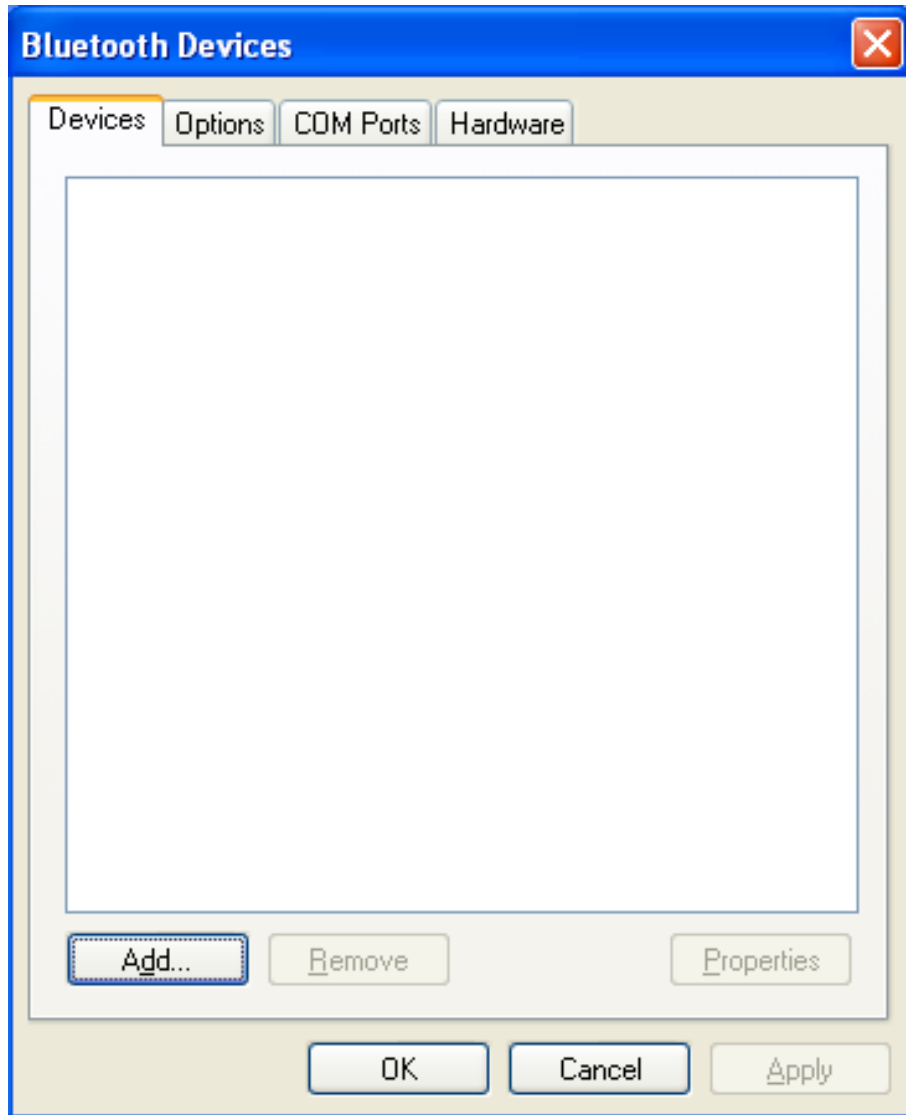 Bluetooth Devices
Devices Options COM Ports Hardware
Add... Remove Properties
OK Cancel Apply